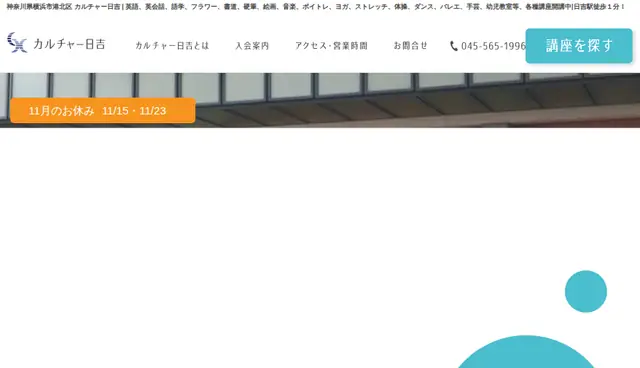 神奈川県横浜市港北区 カルチャー日吉 | 英語、英会話、語学、フラワー、書道、硬筆、絵画、音楽、ボイトレ、ヨガ、ストレッチ、体操、ダンス、バレエ、手芸、幼児教室等、各種講座開講中|日吉駅徒歩１分！
カルチャー日吉 カルチャー日吉とは 入会案内 アクセス・営業時間 お問合せ 045-565-1996 講座を探す
11月のお休み 11/15・11/23